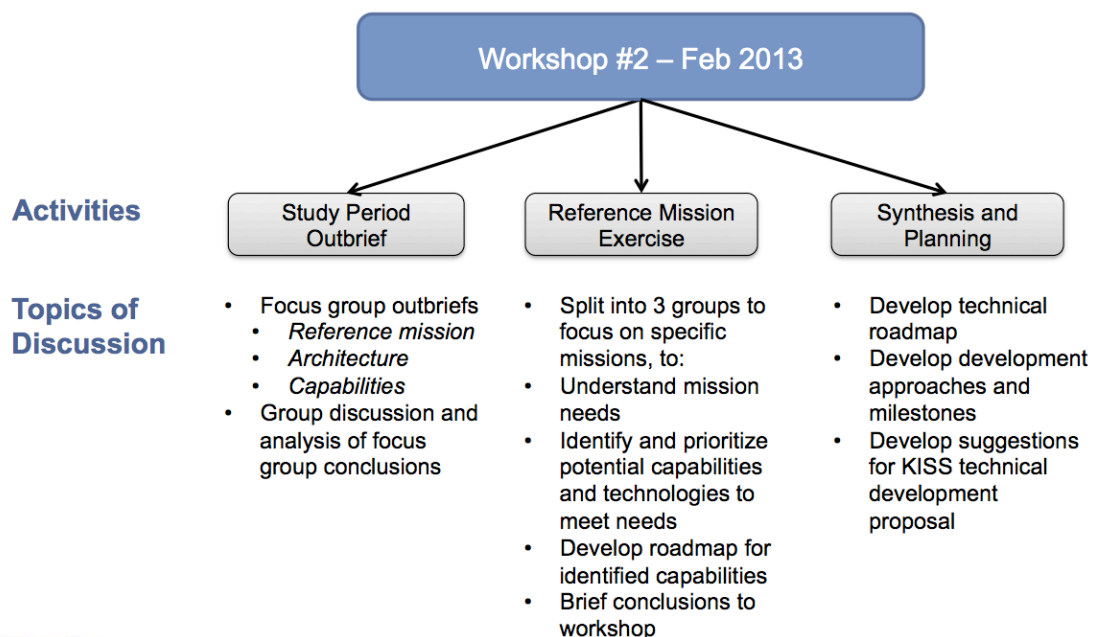 Workshop #2 – Feb 2013
Activities
Study Period
Outbrief
Reference Mission
Exercise
Synthesis and
Planning
Topics of
Discussion
• Focus group outbriefs
• Reference mission
• Architecture
• Capabilities
• Group discussion and
analysis of focus
group conclusions
• Split into 3 groups to
focus on specific
missions, to:
• Understand mission
needs
• Identify and prioritize
potential capabilities
and technologies to
meet needs
• Develop roadmap for
identified capabilities
• Brief conclusions to
workshop
• Develop technical
roadmap
• Develop development
approaches and
milestones
• Develop suggestions
for KISS technical
development
proposal